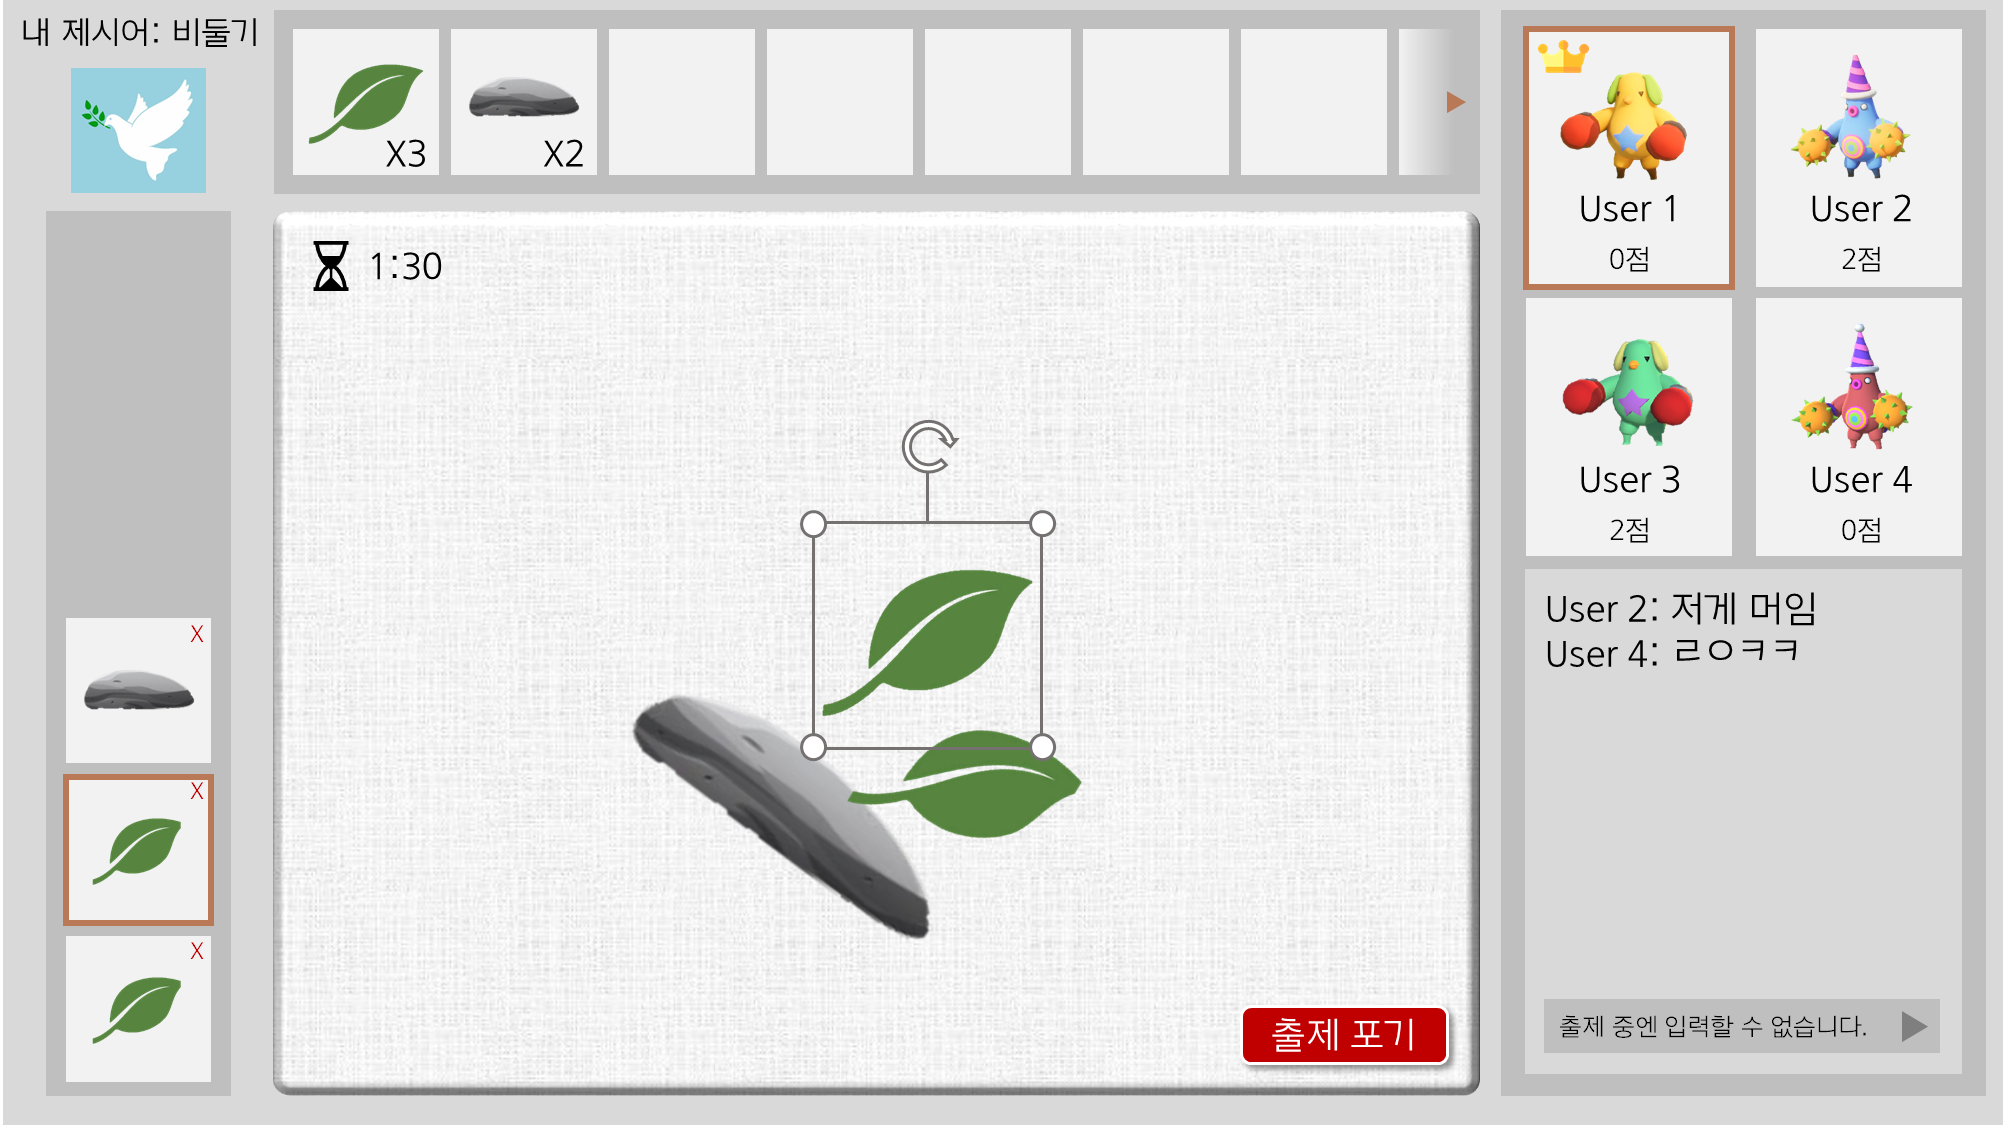 내 제시어: 비둘기
X3
X2
1:30
X
X
X
출제 포기
User 1
0점
User 2
2점
User 3
2점
User 4
0점
User 2: 저게 머임
User 4: ㄹㅇㅋㅋ
출제 중엔 입력할 수 없습니다.